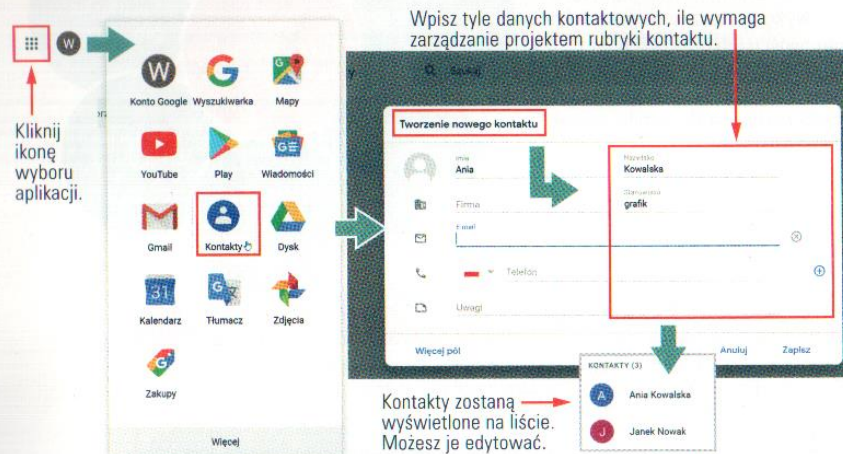 Wpisz tyle danych kontaktowych, ile wymaga
zarządzanie projektem rubryki kontaktu.
W
Kliknij
ikonę
wyboru
aplikacji.
W
Konto Google Wyszukiwarka Mapy
YouTube Play Wiadomości
Gmail Kontakty Dysk
31
Kalendarz Tłumacz Zdjęcia
Zakupy
Więcej
Szukaj
Tworzenie nowego kontaktu
Imię
Ania
Nazwisko
Kowalska
Firma
Stanowisko
grafik
E-mail
Telefon
Uwagi
Więcej pól
Anuluj Zapisz
KONTAKTY (3)
A Ania Kowalska
J Janek Nowak
Kontakty zostaną
wyświetlone na liście.
Możesz je edytować.